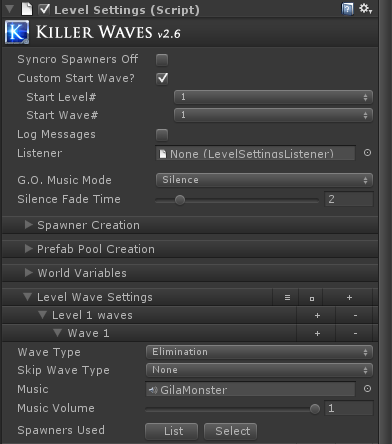 Level Settings (Script)
K KILLER WAVES v2.6
Syncro Spawners Off
Custom Start Wave?
Start Level# 1
Start Wave# 1
Log Messages
Listener None (LevelSettingsListener)
G.O. Music Mode Silence
Silence Fade Time 2
Spawner Creation
Prefab Pool Creation
World Variables
Level Wave Settings + 
Level 1 waves + -
Wave 1 + -
Wave Type Elimination
Skip Wave Type None
Music GilaMonster
Music Volume 1
Spawners Used List Select